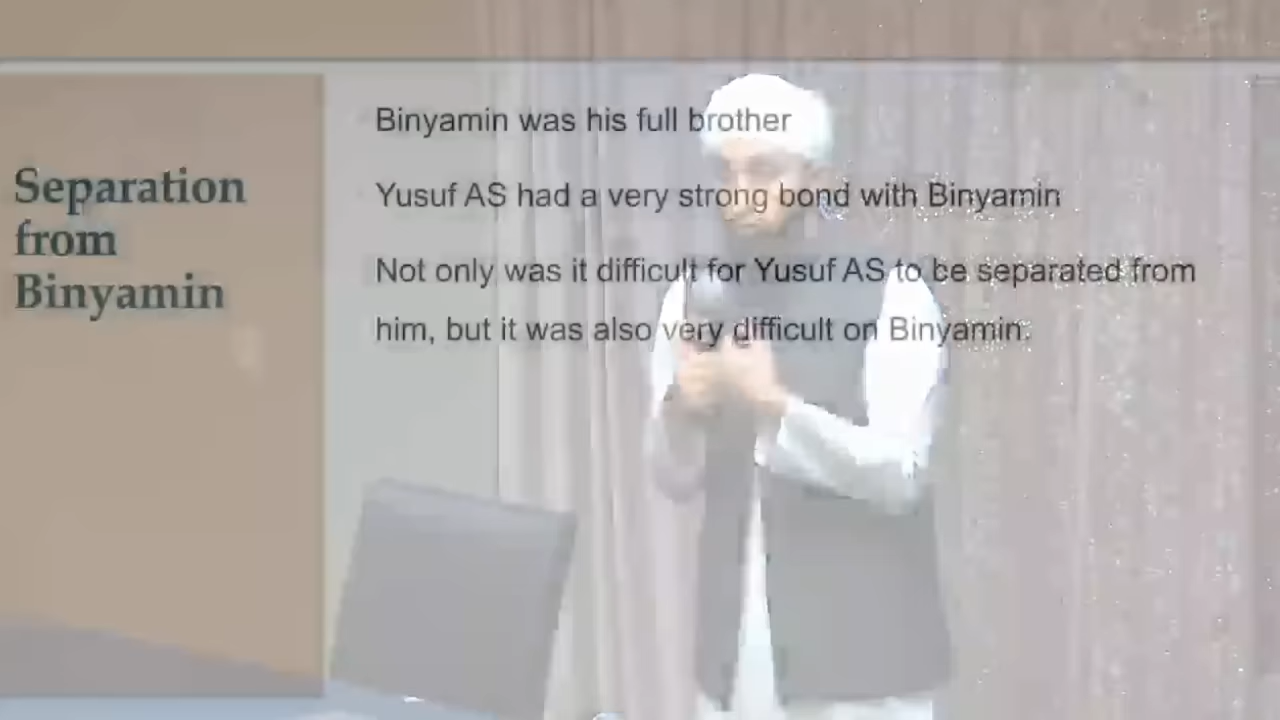 Separation
from
Binyamin
Binyamin was his full brother
Yusuf AS had a very strong bond with Binyamin
Not only was it difficult for Yusuf AS to be separated from
him, but it was also very difficult on Binyamin.